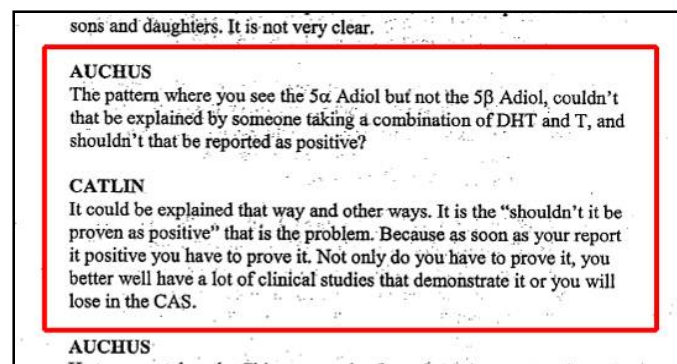 sons and daughters. It is not very clear.
AUCHUS
The pattern where you see the 5α Adiol but not the 5β Adiol, couldn't
that be explained by someone taking a combination of DHT and T, and
shouldn't that be reported as positive?
CATLIN
It could be explained that way and other ways. It is the “shouldn't it be
proven as positive” that is the problem. Because as soon as your report
it positive you have to prove it. Not only do you have to prove it, you
better well have a lot of clinical studies that demonstrate it or you will
lose in the CAS.
AUCHUS